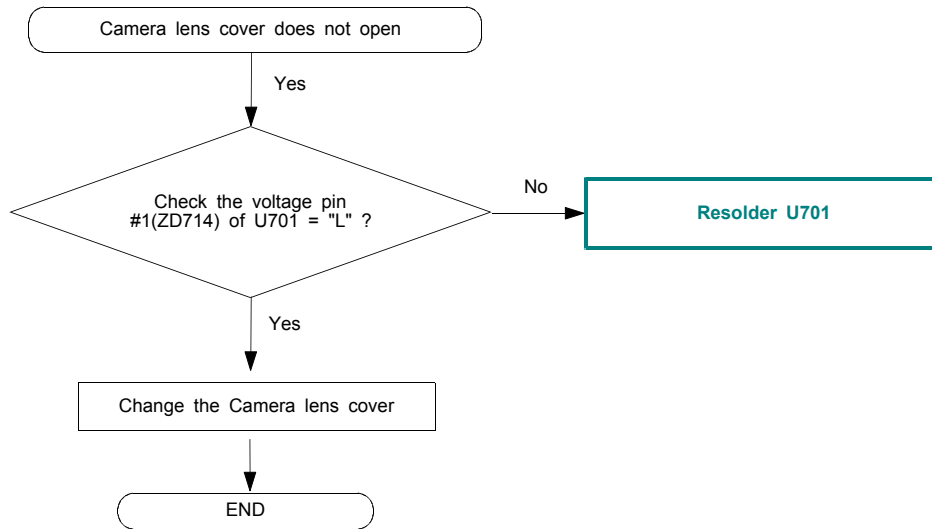 Camera lens cover does not open
Yes
Check the voltage pin
#1(ZD714) of U701 = "L" ?
No
Resolder U701
Yes
Change the Camera lens cover
END